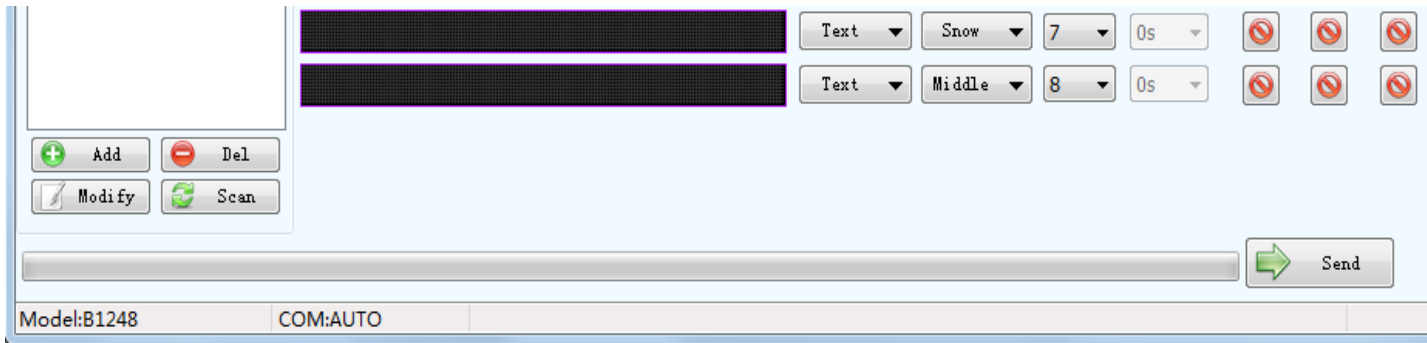 Text Snow 7 0s
Text Middle 8 0s
Add Del
Modify Scan
Send
Model:B1248 COM:AUTO